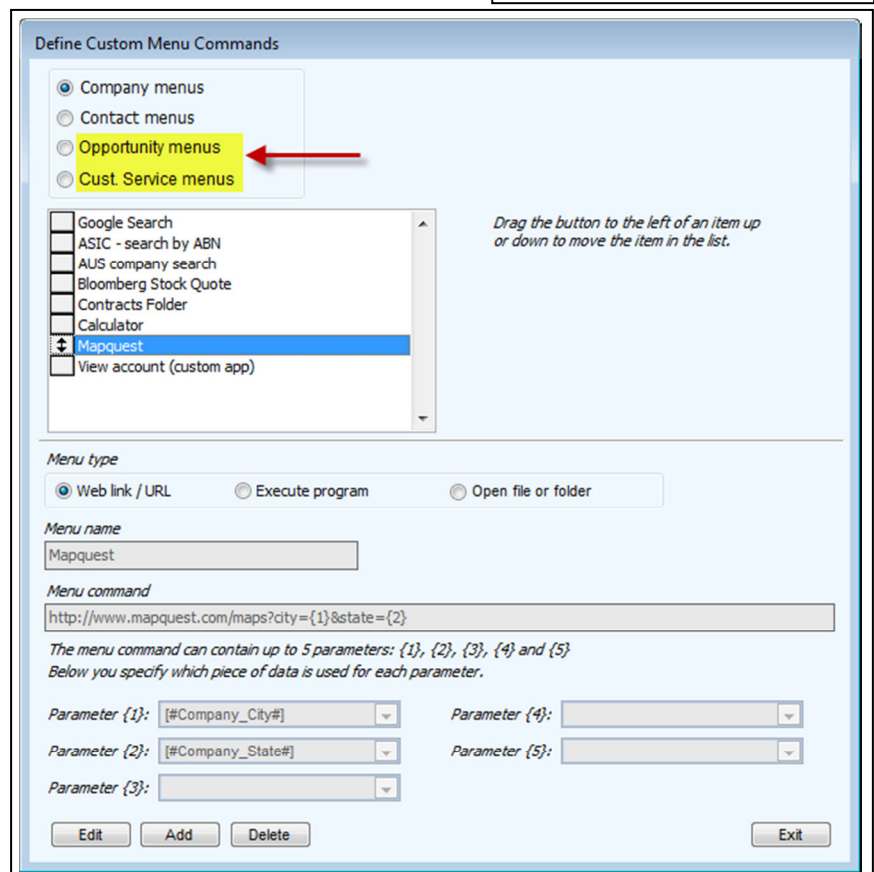 Define Custom Menu Commands
Company menus
Contact menus
Opportunity menus
Cust. Service menus
Google Search
ASIC - search by ABN
AUS company search
Bloomberg Stock Quote
Contracts Folder
Calculator
Mapquest
View account (custom app)
Drag the button to the left of an item up
or down to move the item in the list.
Menu type
Web link / URL
Execute program
Open file or folder
Menu name
Mapquest
Menu command
http://www.mapquest.com/maps?city={1}&state={2}
The menu command can contain up to 5 parameters: {1}, {2}, {3}, {4} and {5}
Below you specify which piece of data is used for each parameter.
Parameter {1}: [#Company_City#]
Parameter {4}:
Parameter {2}: [#Company_State#]
Parameter {5}:
Parameter {3}:
Edit
Add
Delete
Exit